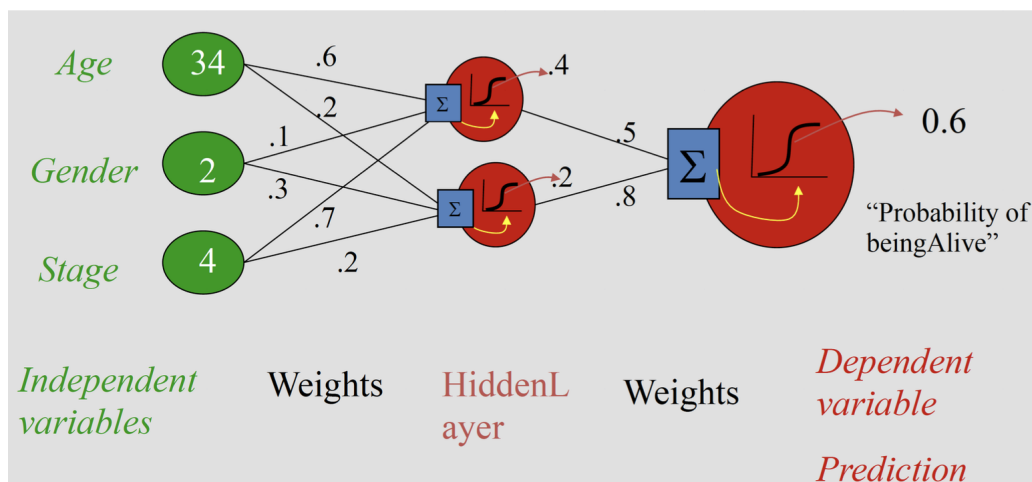 Age
34
.6
.4
.2
Σ
.5
0.6
.1
Gender
2
Σ
.3
.2
.8
“Probability of
beingAlive”
Σ
.7
Stage
4
.2
Independent
variables
Weights
HiddenL
ayer
Weights
Dependent
variable
Prediction